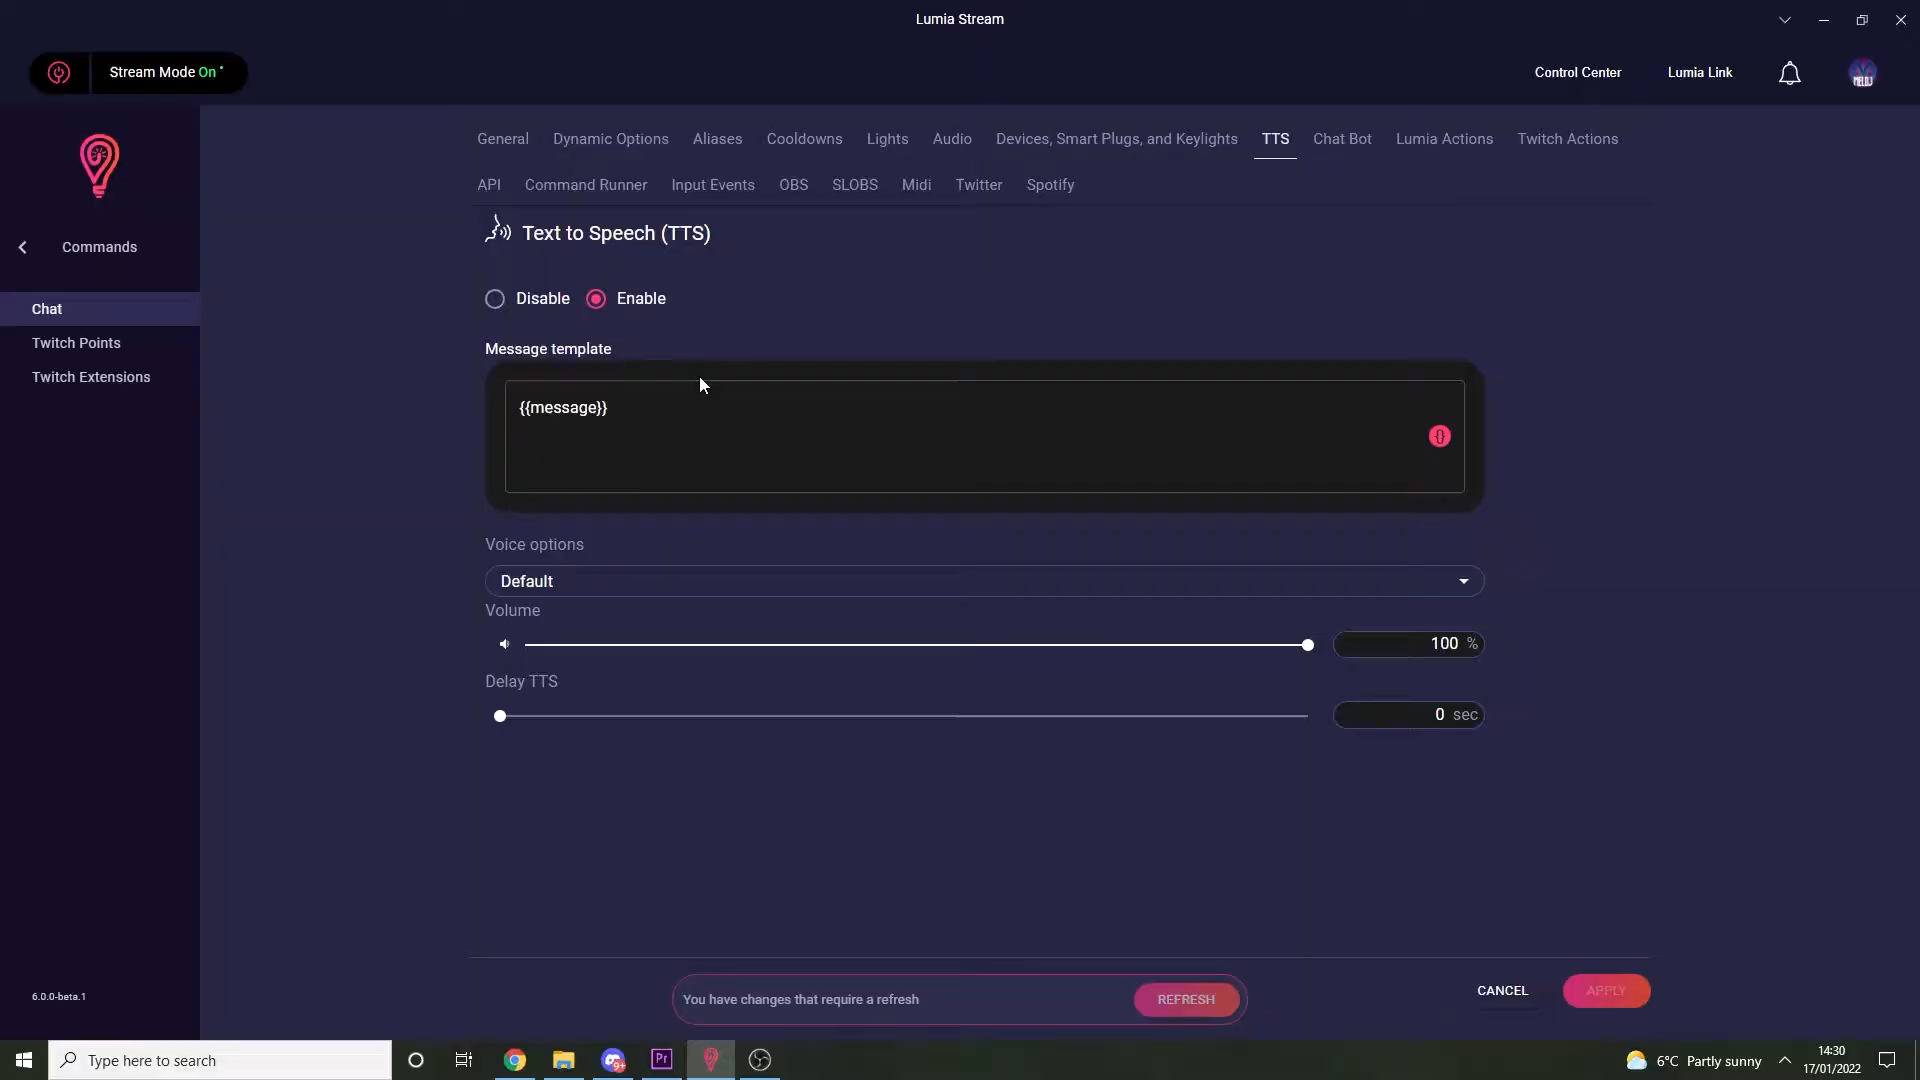 Lumia Stream
Stream Mode On
Control Center
Lumia Link
MELDJ
General Dynamic Options Aliases Cooldowns Lights Audio Devices, Smart Plugs, and Keylights TTS Chat Bot Lumia Actions Twitch Actions
API Command Runner Input Events OBS SLOBS Midi Twitter Spotify
Commands
Chat
Twitch Points
Twitch Extensions
Text to Speech (TTS)
Disable Enable
Message template
{{message}}
{}
Voice options
Default
Volume
100 %
Delay TTS
0 sec
6.0.0-beta.1
You have changes that require a refresh
REFRESH
CANCEL
APPLY
Type here to search
9+
Pr
6°C Partly sunny
14:30
17/01/2022